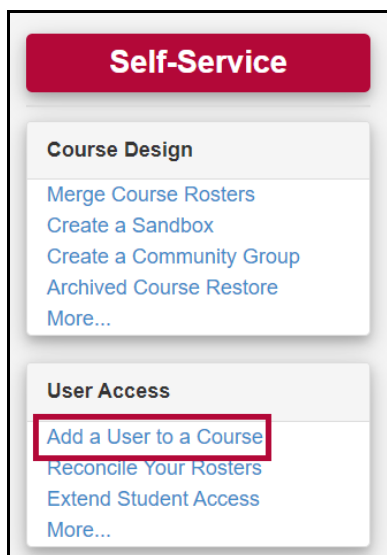 Self-Service
Course Design
Merge Course Rosters
Create a Sandbox
Create a Community Group
Archived Course Restore
More...
User Access
Add a User to a Course
Reconcile Your Rosters
Extend Student Access
More...